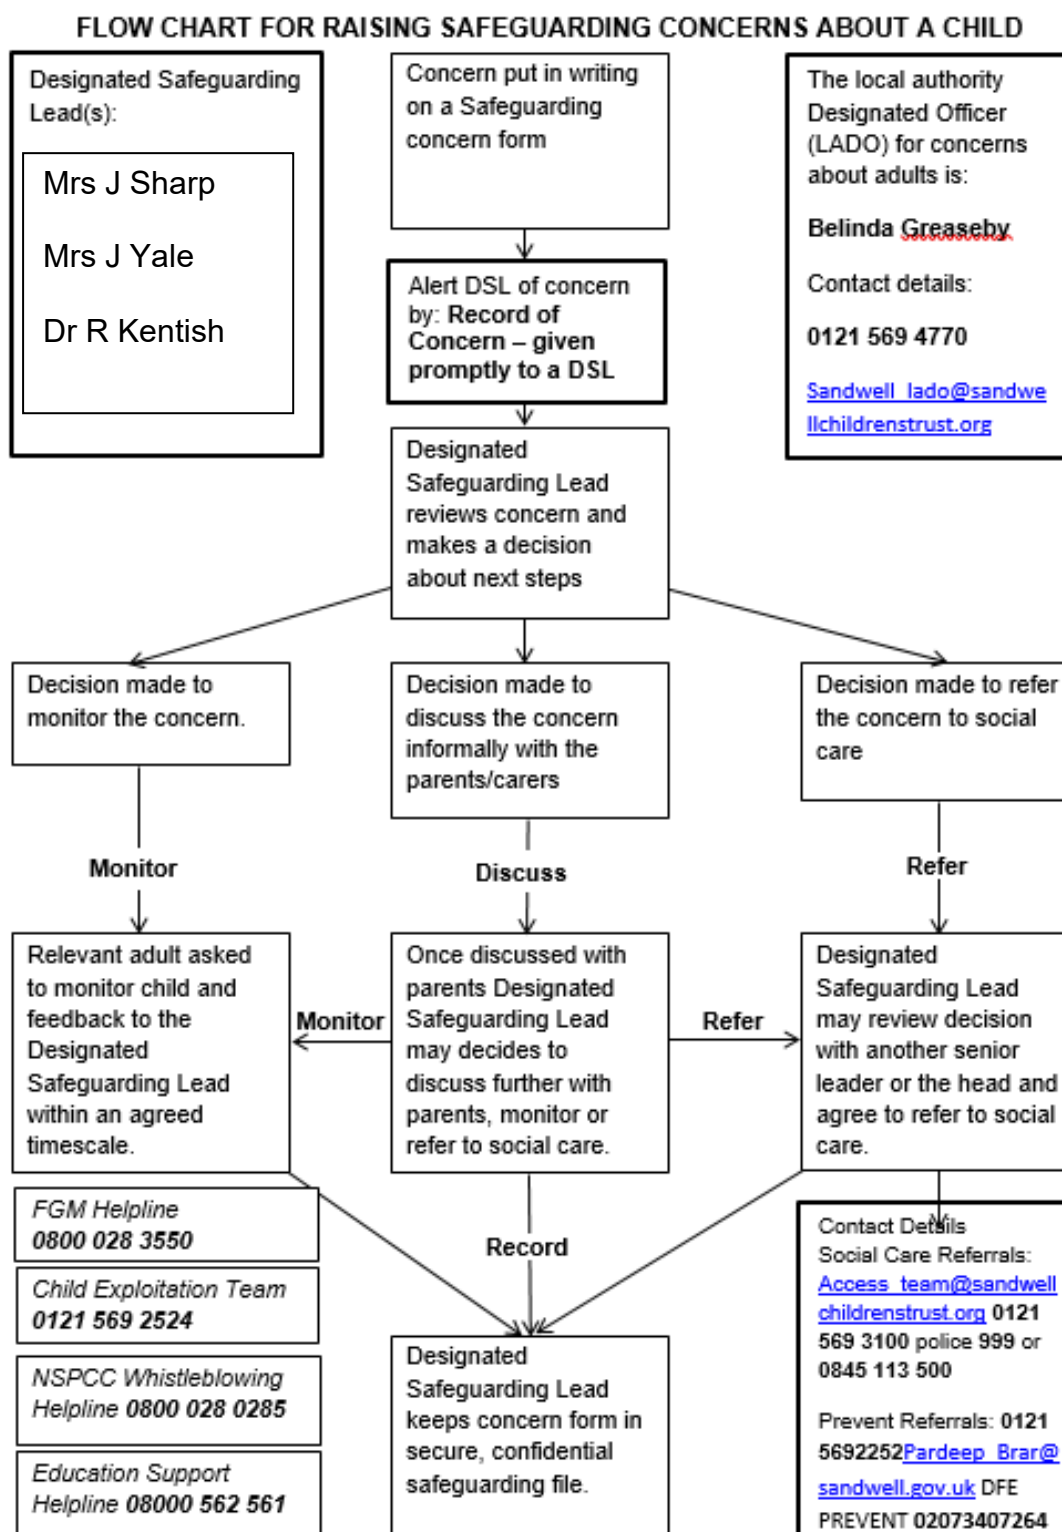 FLOW CHART FOR RAISING SAFEGUARDING CONCERNS ABOUT A CHILD
Designated Safeguarding
Lead(s):
Mrs J Sharp
Mrs J Yale
Dr R Kentish
Concern put in writing
on a Safeguarding
concern form
The local authority
Designated Officer
(LADO) for concerns
about adults is:
Belinda Greaseby
Contact details:
0121 569 4770
Sandwell_lado@sandwe
llchildrenstrust.org
Alert DSL of concern
by: Record of
Concern – given
promptly to a DSL
Designated
Safeguarding Lead
reviews concern and
makes a decision
about next steps
Decision made to
monitor the concern.
Decision made to
discuss the concern
informally with the
parents/carers
Decision made to refer
the concern to social
care
Monitor
Discuss
Refer
Relevant adult asked
to monitor child and
feedback to the
Designated
Safeguarding Lead
within an agreed
timescale.
Monitor
Once discussed with
parents Designated
Safeguarding Lead
may decides to
discuss further with
parents, monitor or
refer to social care.
Refer
Designated
Safeguarding Lead
may review decision
with another senior
leader or the head and
agree to refer to social
care.
FGM Helpline
0800 028 3550
Child Exploitation Team
0121 569 2524
NSPCC Whistleblowing
Helpline 0800 028 0285
Education Support
Helpline 08000 562 561
Record
Designated
Safeguarding Lead
keeps concern form in
secure, confidential
safeguarding file.
Contact Details
Social Care Referrals:
Access_team@sandwell
childrenstrust.org 0121
569 3100 police 999 or
0845 113 500
Prevent Referrals: 0121
5692252Pardeep_Brar@
sandwell.gov.uk DFE
PREVENT 02073407264